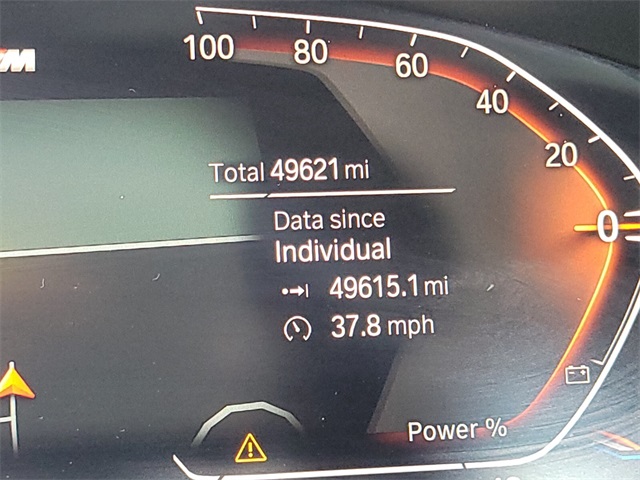 M
100 80 60 40 20 0
Total 49621 mi
Data since
Individual
49615.1 mi
37.8 mph
Power %